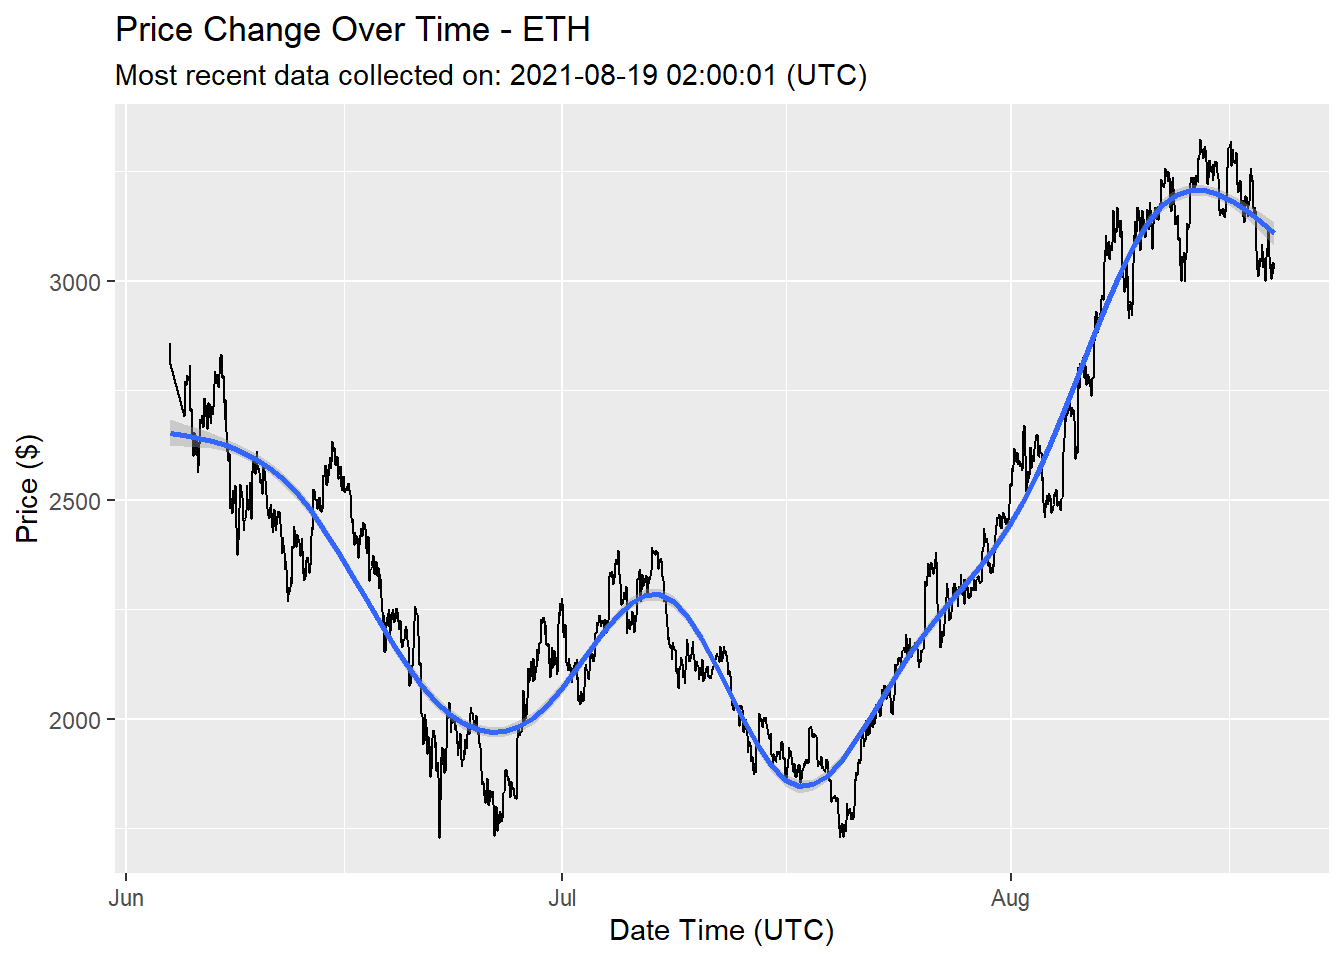 Price Change Over Time - ETH
Most recent data collected on: 2021-08-19 02:00:01 (UTC)
Price ($)
3000
2500
2000
Jun
Jul
Aug
Date Time (UTC)